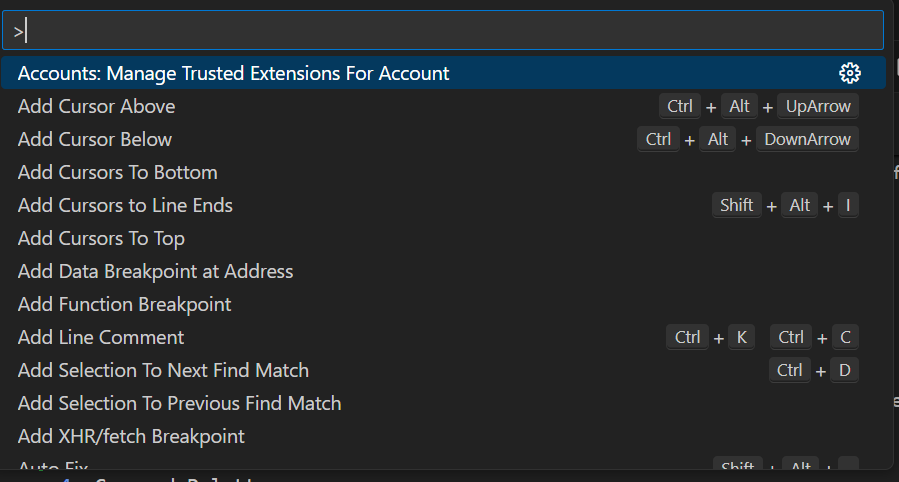 >
Accounts: Manage Trusted Extensions For Account
Add Cursor Above Ctrl + Alt + UpArrow
Add Cursor Below Ctrl + Alt + DownArrow
Add Cursors To Bottom
Add Cursors to Line Ends Shift + Alt + I
Add Cursors To Top
Add Data Breakpoint at Address
Add Function Breakpoint
Add Line Comment Ctrl + K Ctrl + C
Add Selection To Next Find Match Ctrl + D
Add Selection To Previous Find Match
Add XHR/fetch Breakpoint
Auto Fix Shift + Alt +